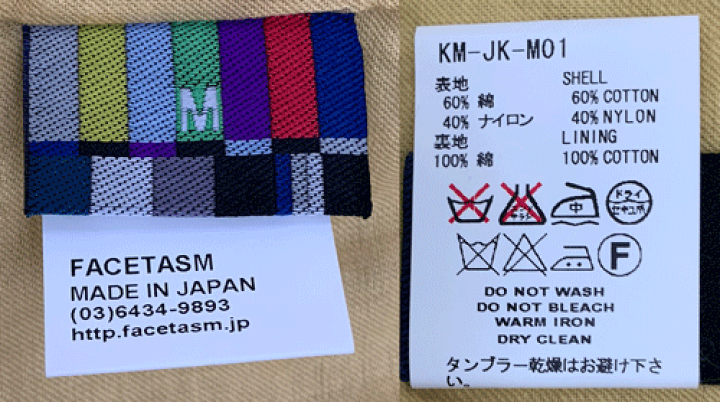 M
FACETASM
MADE IN JAPAN
(03)6434-9893
http.facetasm.jp
KM-JK-M01
表地 SHELL
60% 綿 60% COTTON
40% ナイロン 40% NYLON
裏地 LINING
100% 綿 100% COTTON
中 ドライ
セキユ系
F
DO NOT WASH
DO NOT BLEACH
WARM IRON
DRY CLEAN
タンブラー乾燥はお避け下さ
い。